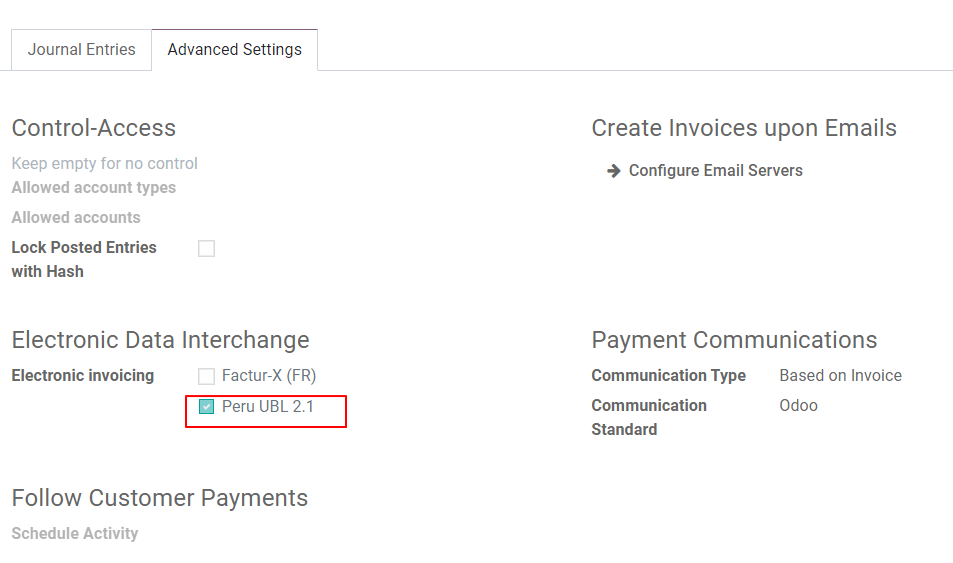 Journal Entries
Advanced Settings
Control-Access
Keep empty for no control
Allowed account types
Allowed accounts
Lock Posted Entries
with Hash
Create Invoices upon Emails
Configure Email Servers
Electronic Data Interchange
Electronic invoicing
Factur-X (FR)
Peru UBL 2.1
Payment Communications
Communication Type Based on Invoice
Communication Odoo
Standard
Follow Customer Payments
Schedule Activity